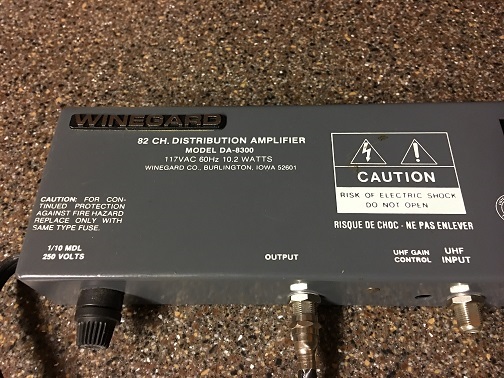 WINEGARD
82 CH. DISTRIBUTION AMPLIFIER
MODEL DA-8300
117VAC 60Hz 10.2 WATTS
WINEGARD CO., BURLINGTON, IOWA 52601
CAUTION
RISK OF ELECTRIC SHOCK
DO NOT OPEN
RISQUE DE CHOC - NE PAS ENLEVER
CAUTION: FOR CON-
TINUED PROTECTION
AGAINST FIRE HAZARD
REPLACE ONLY WITH
SAME TYPE FUSE.
1/10 MDL
250 VOLTS
OUTPUT
UHF GAIN
CONTROL
UHF
INPUT